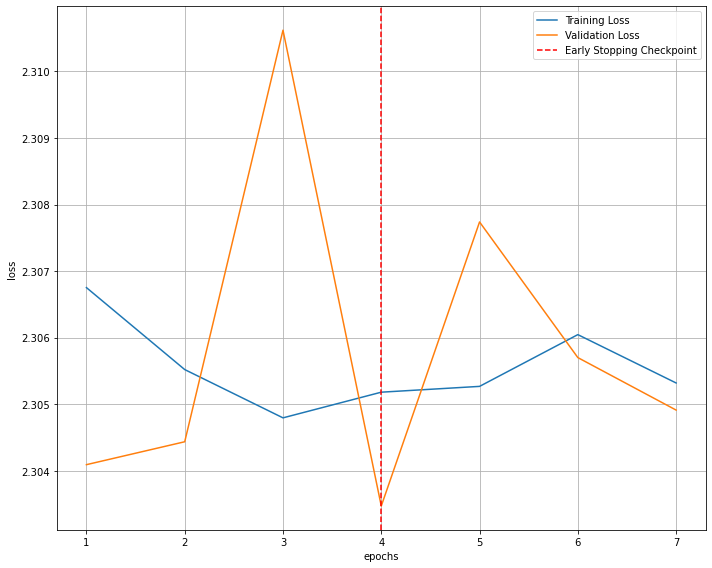 Training Loss
Validation Loss
Early Stopping Checkpoint
2.310
2.309
2.308
2.307
2.306
2.305
2.304
loss
1 2 3 4 5 6 7
epochs